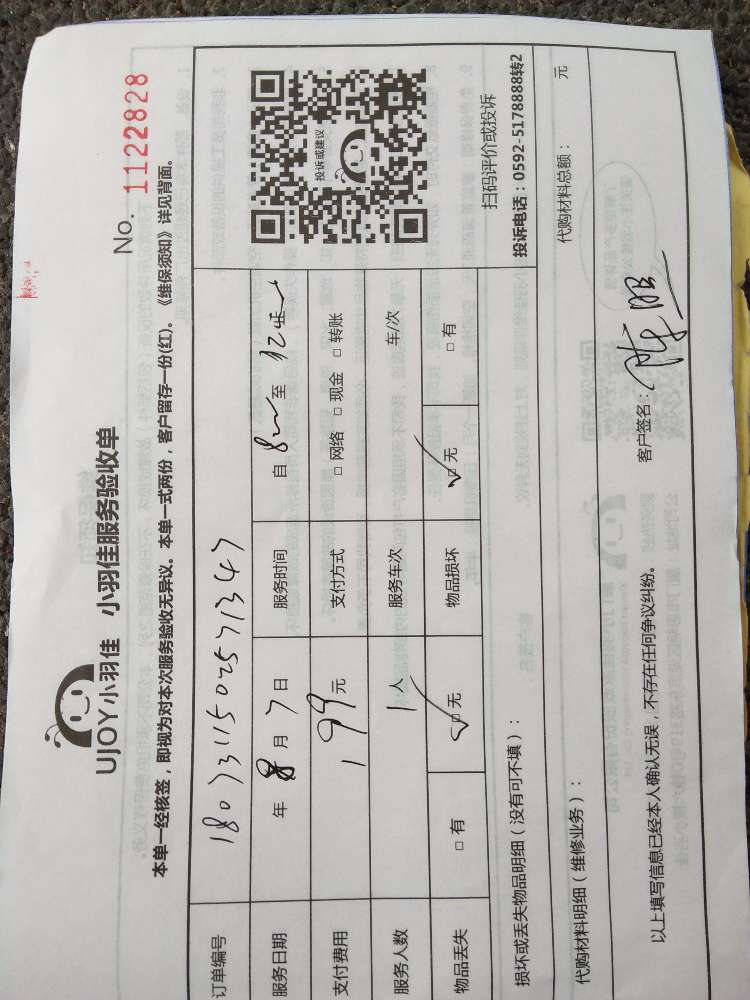 UJOY小羽佳 小羽佳服务验收单
No. 1122828
本单一经核签，即视为对本次服务验收无异议。本单一式两份，客户留存一份(红)。《维保须知》详见背面。
订单编号 1807311502571347
服务日期 年 8 月 7 日 服务时间 自 8 至
支付费用 199 元 支付方式 □ 网络 □ 现金 □ 转账
服务人数 1 人 服务车次 车/次
物品丢失 □ 有 ☑ 无 物品损坏 ☑ 无 □ 有
投诉或建议
扫码评价或投诉
投诉电话：0592-5178888转2
损坏或丢失物品明细（没有可不填）：
代购材料明细（维修业务）： 代购材料总额： 元
以上填写信息已经本人确认无误，不存在任何争议纠纷。 客户签名：